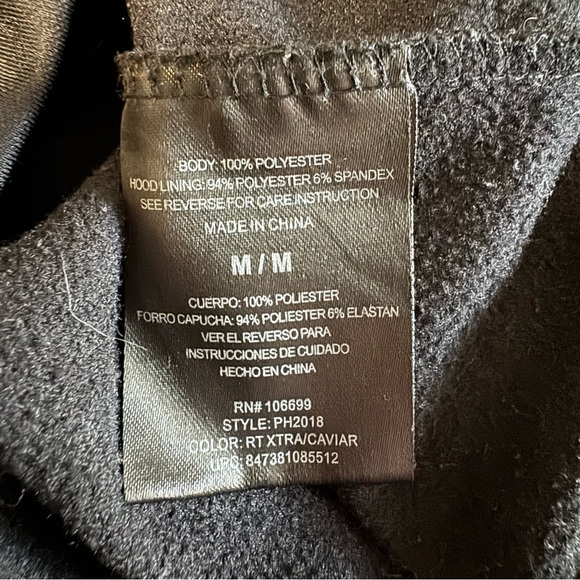 BODY: 100% POLYESTER
HOOD LINING: 94% POLYESTER 6% SPANDEX
SEE REVERSE FOR CARE INSTRUCTION
MADE IN CHINA
M / M
CUERPO: 100% POLIESTER
FORRO CAPUCHA: 94% POLIESTER 6% ELASTAN
VER EL REVERSO PARA
INSTRUCCIONES DE CUIDADO
HECHO EN CHINA
RN# 106699
STYLE: PH2018
COLOR: RT XTRA/CAVIAR
UPC: 847381085512